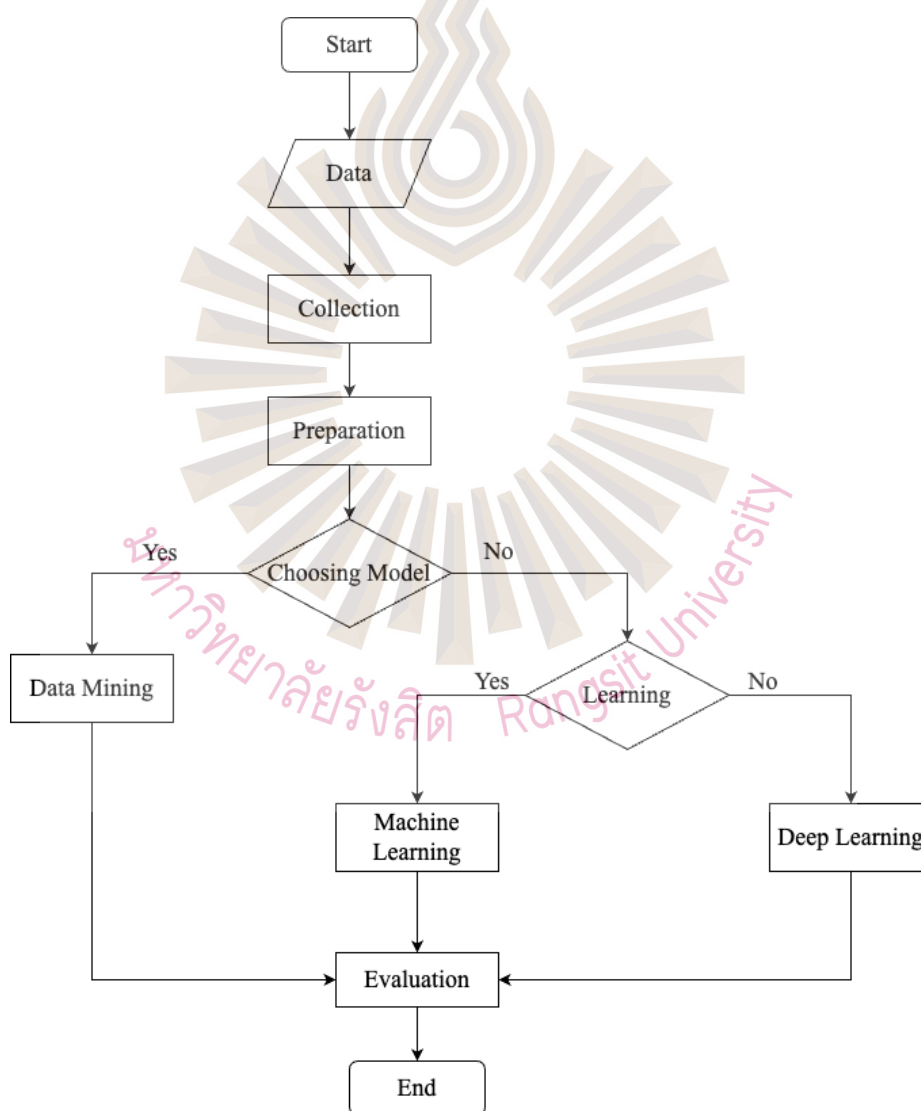 Start
Data
Collection
Preparation
Choosing Model
Yes
No
Data Mining
Learning
Yes
No
Machine
Learning
Deep Learning
Evaluation
End
มหาวิทยาลัยรังสิต Rangsit University